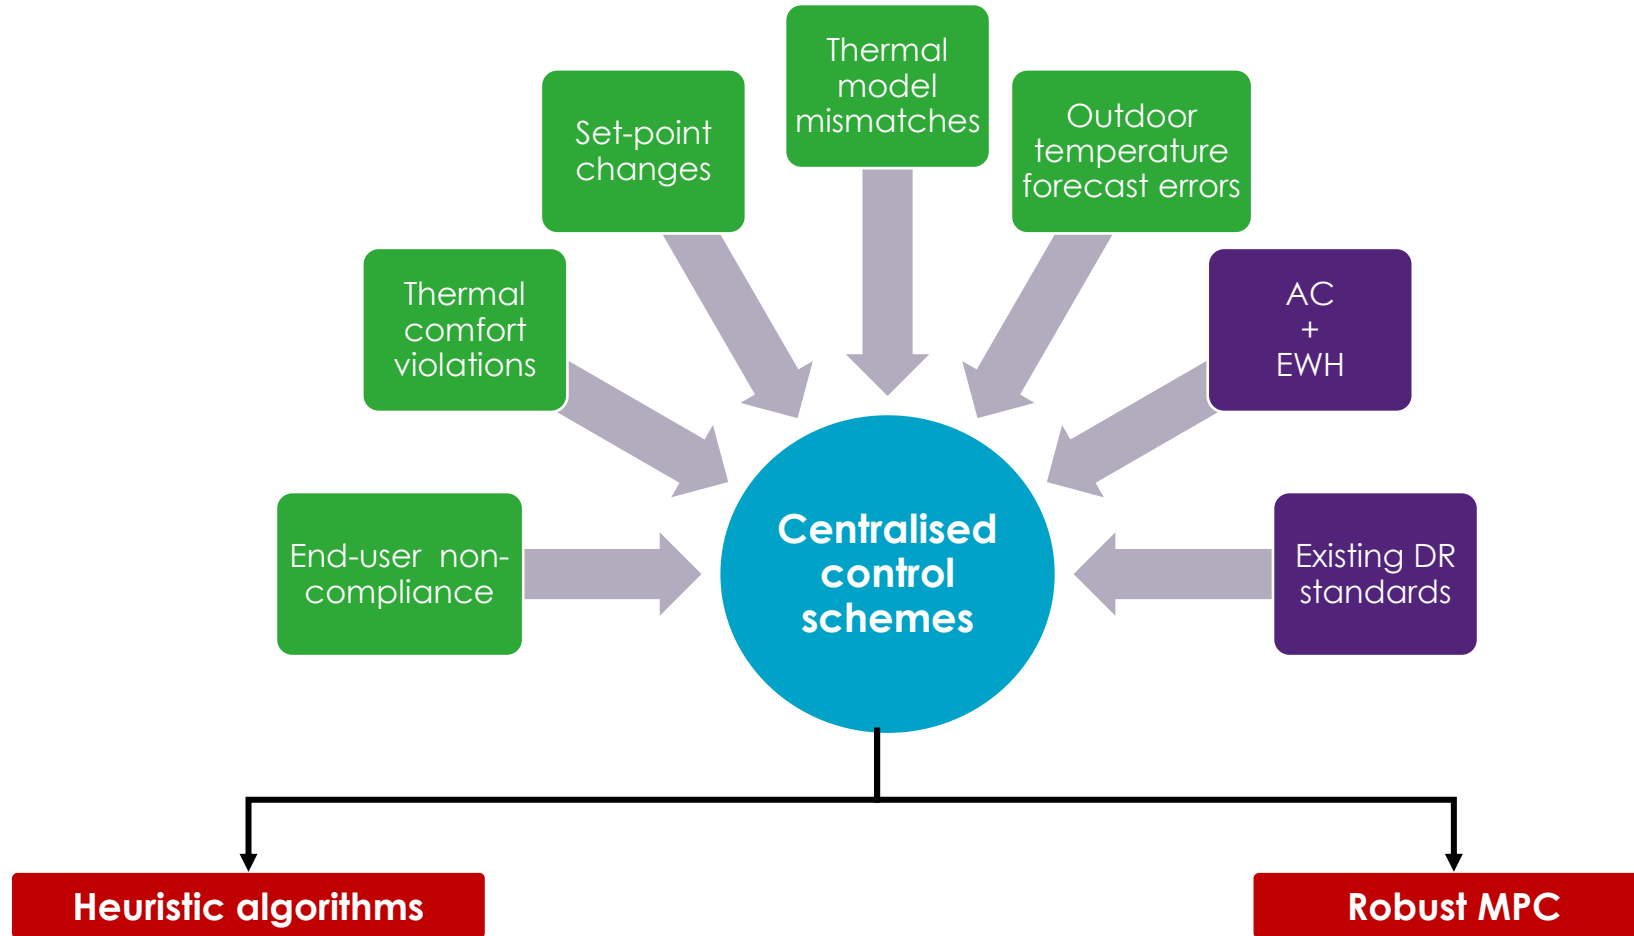 Thermal
model
mismatches
Set-point
changes
Outdoor
temperature
forecast errors
Thermal
comfort
violations
AC
+
EWH
End-user  non-
compliance
Centralised
control
schemes
Existing DR
standards
Heuristic algorithms
Robust MPC